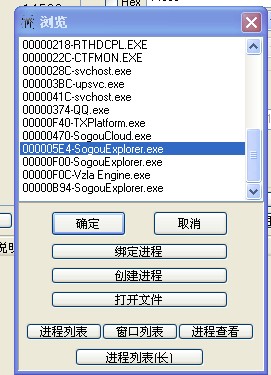 Hex
浏览
00000218-RTHDCPL.EXE
0000022C-CTFMON.EXE
0000028C-svchost.exe
000003BC-upsvc.exe
0000041C-svchost.exe
00000374-QQ.exe
00000F40-TXPlatform.exe
00000470-SogouCloud.exe
000005E4-SogouExplorer.exe
00000F00-SogouExplorer.exe
00000F0C-Vzla Engine.exe
00000B94-SogouExplorer.exe
确定 取消
绑定进程
创建进程
打开文件
进程列表 窗口列表 进程查看
进程列表(长)